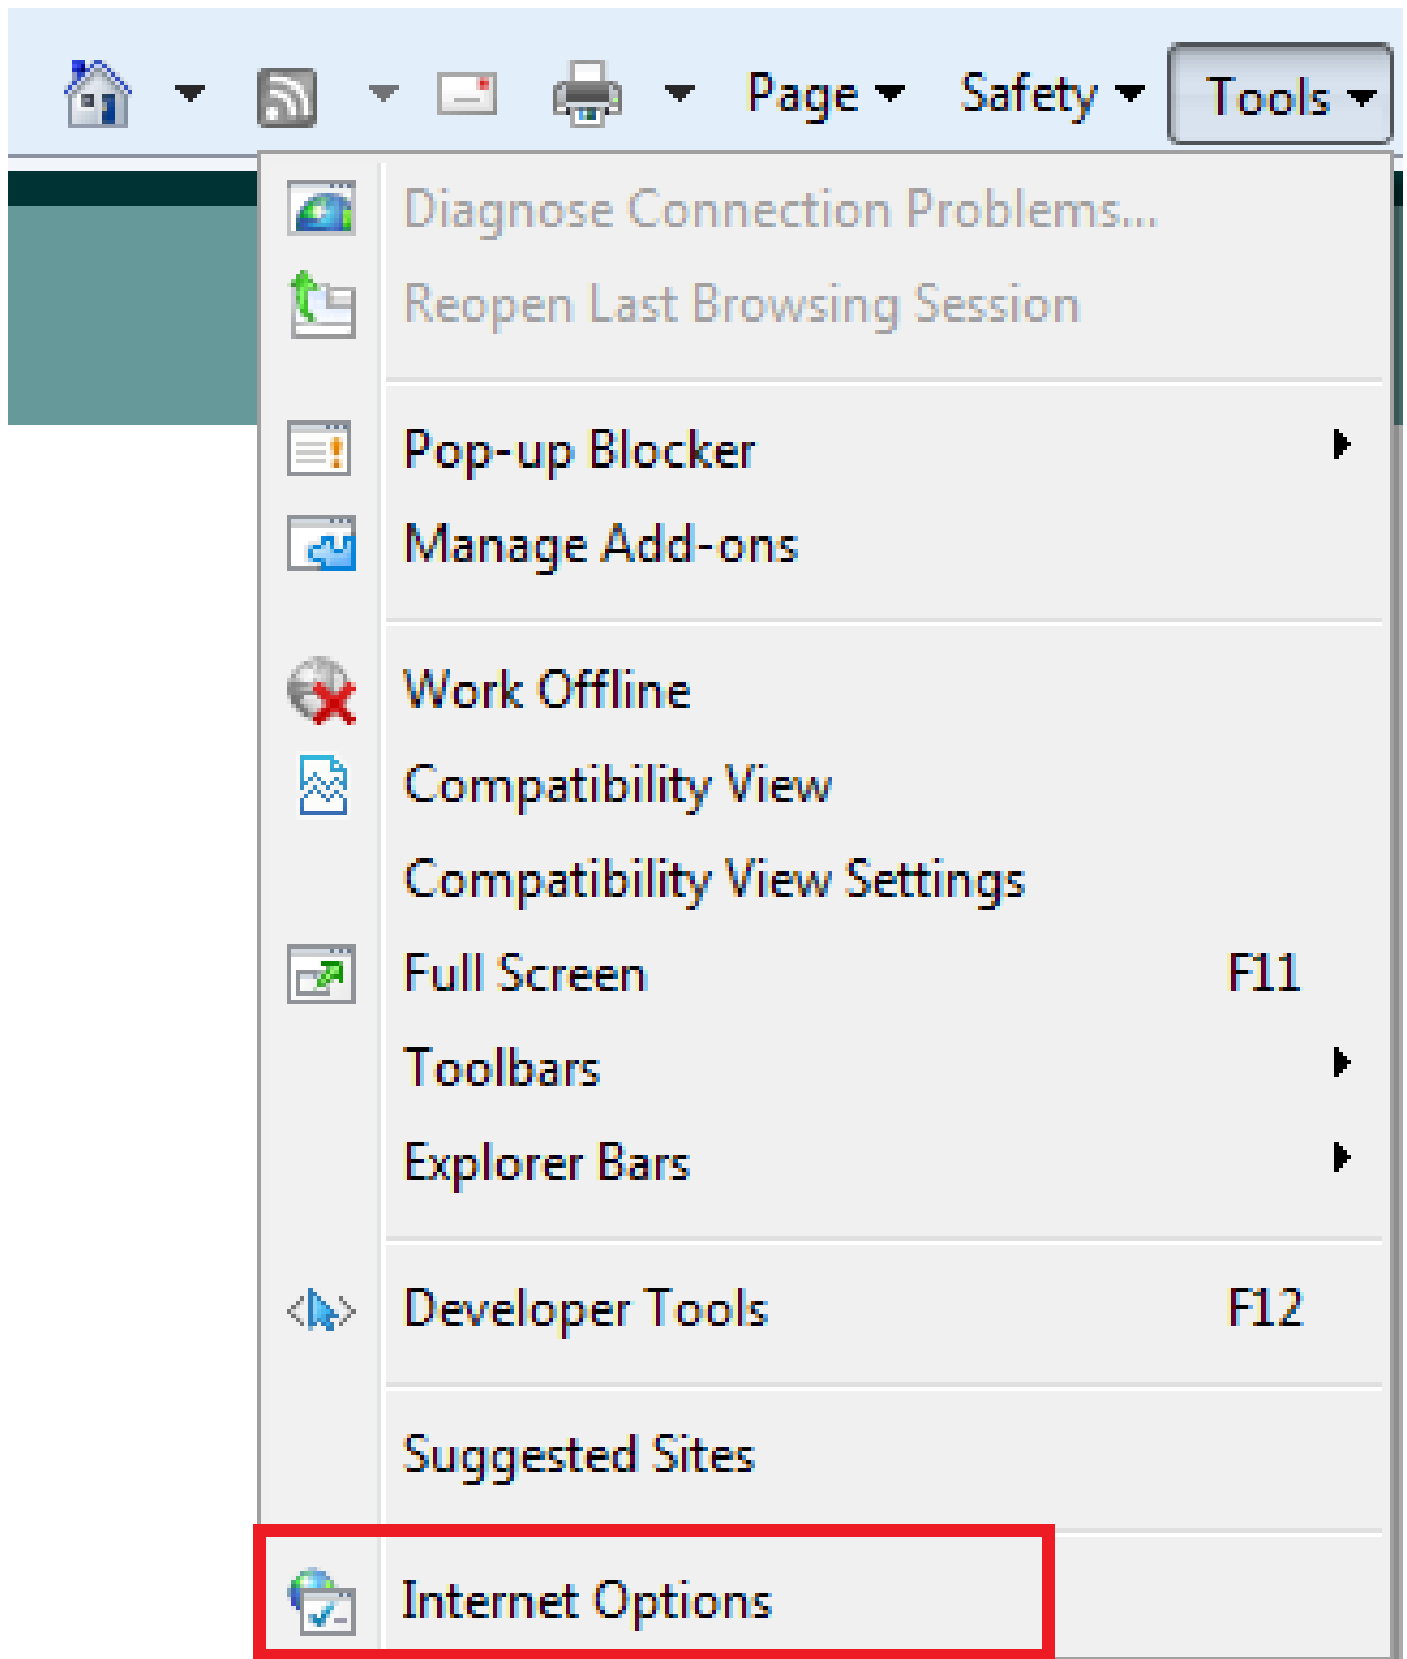 Page Safety Tools
Diagnose Connection Problems...
Reopen Last Browsing Session
Pop-up Blocker
Manage Add-ons
Work Offline
Compatibility View
Compatibility View Settings
Full Screen F11
Toolbars
Explorer Bars
Developer Tools F12
Suggested Sites
Internet Options